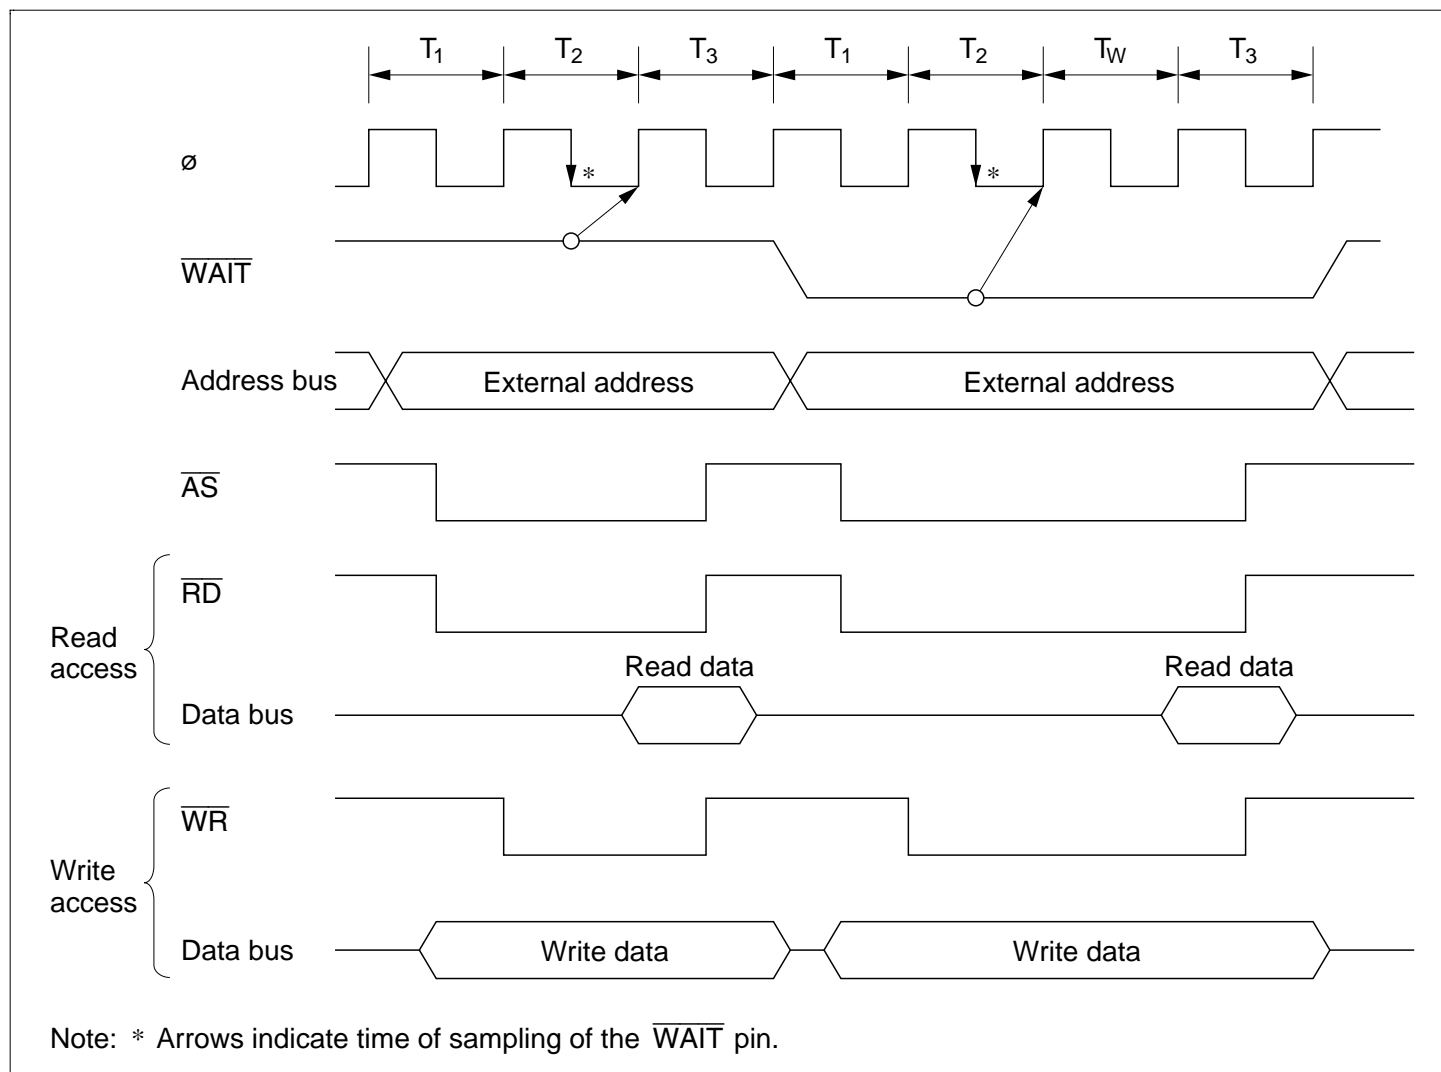 T1 T2 T3 T1 T2 TW T3
ø
*
*
WAIT
Address bus
External address
External address
AS
RD
Read access
Read data
Read data
Data bus
WR
Write access
Data bus
Write data
Write data
Note: * Arrows indicate time of sampling of the WAIT pin.